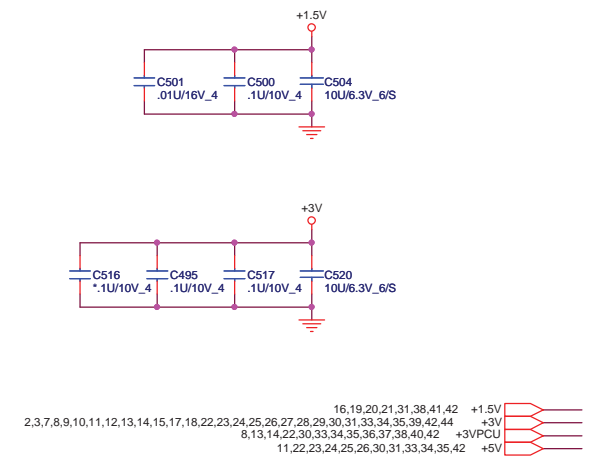 +1.5V
C501 C500 C504
.01U/16V_4 .1U/10V_4 10U/6.3V_6/S
+3V
C516 C495 C517 C520
*.1U/10V_4 .1U/10V_4 .1U/10V_4 10U/6.3V_6/S
16,19,20,21,31,38,41,42 +1.5V
2,3,7,8,9,10,11,12,13,14,15,17,18,22,23,24,25,26,27,28,29,30,31,33,34,35,39,42,44 +3V
8,13,14,22,30,33,34,35,36,37,38,40,42 +3VPCU
11,22,23,24,25,26,30,31,33,34,35,42 +5V